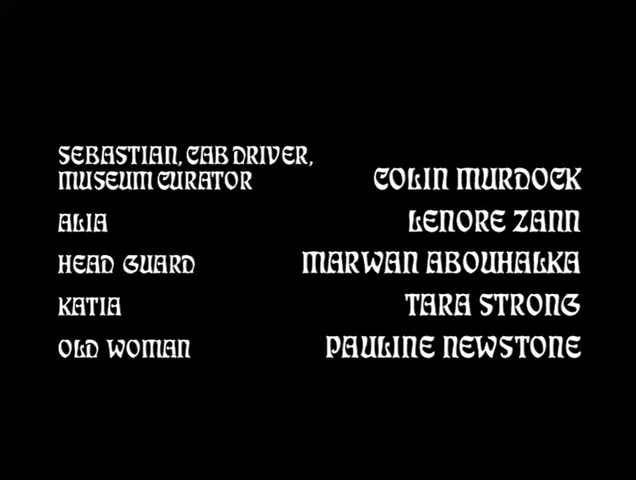 SEBASTIAN, CAB DRIVER,
MUSEUM CURATOR COLIN MURDOCK
ALIA LENORE ZANN
HEAD GUARD MARWAN ABOUHALKA
KATIA TARA STRONG
OLD WOMAN PAULINE NEWSTONE